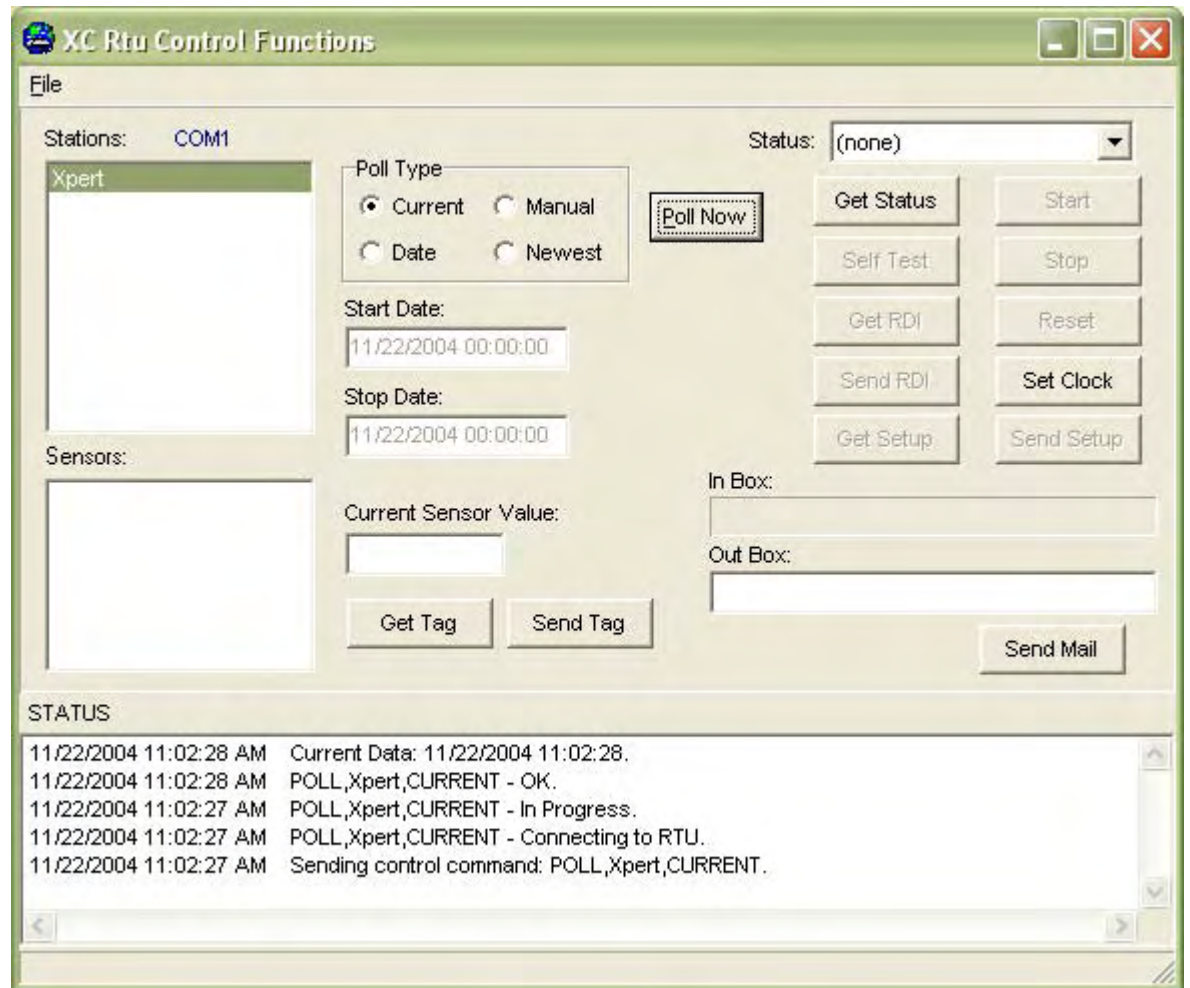 XC Rtu Control Functions
File
Stations: COM1
Xpert
Poll Type
Current Manual
Date Newest
Poll Now
Start Date:
11/22/2004 00:00:00
Stop Date:
11/22/2004 00:00:00
Sensors:
Current Sensor Value:
Get Tag Send Tag
Status: (none)
Get Status Start
Self Test Stop
Get RDI Reset
Send RDI Set Clock
Get Setup Send Setup
In Box:
Out Box:
Send Mail
STATUS
11/22/2004 11:02:28 AM Current Data: 11/22/2004 11:02:28.
11/22/2004 11:02:28 AM POLL,Xpert,CURRENT - OK.
11/22/2004 11:02:27 AM POLL,Xpert,CURRENT - In Progress.
11/22/2004 11:02:27 AM POLL,Xpert,CURRENT - Connecting to RTU.
11/22/2004 11:02:27 AM Sending control command: POLL,Xpert,CURRENT.